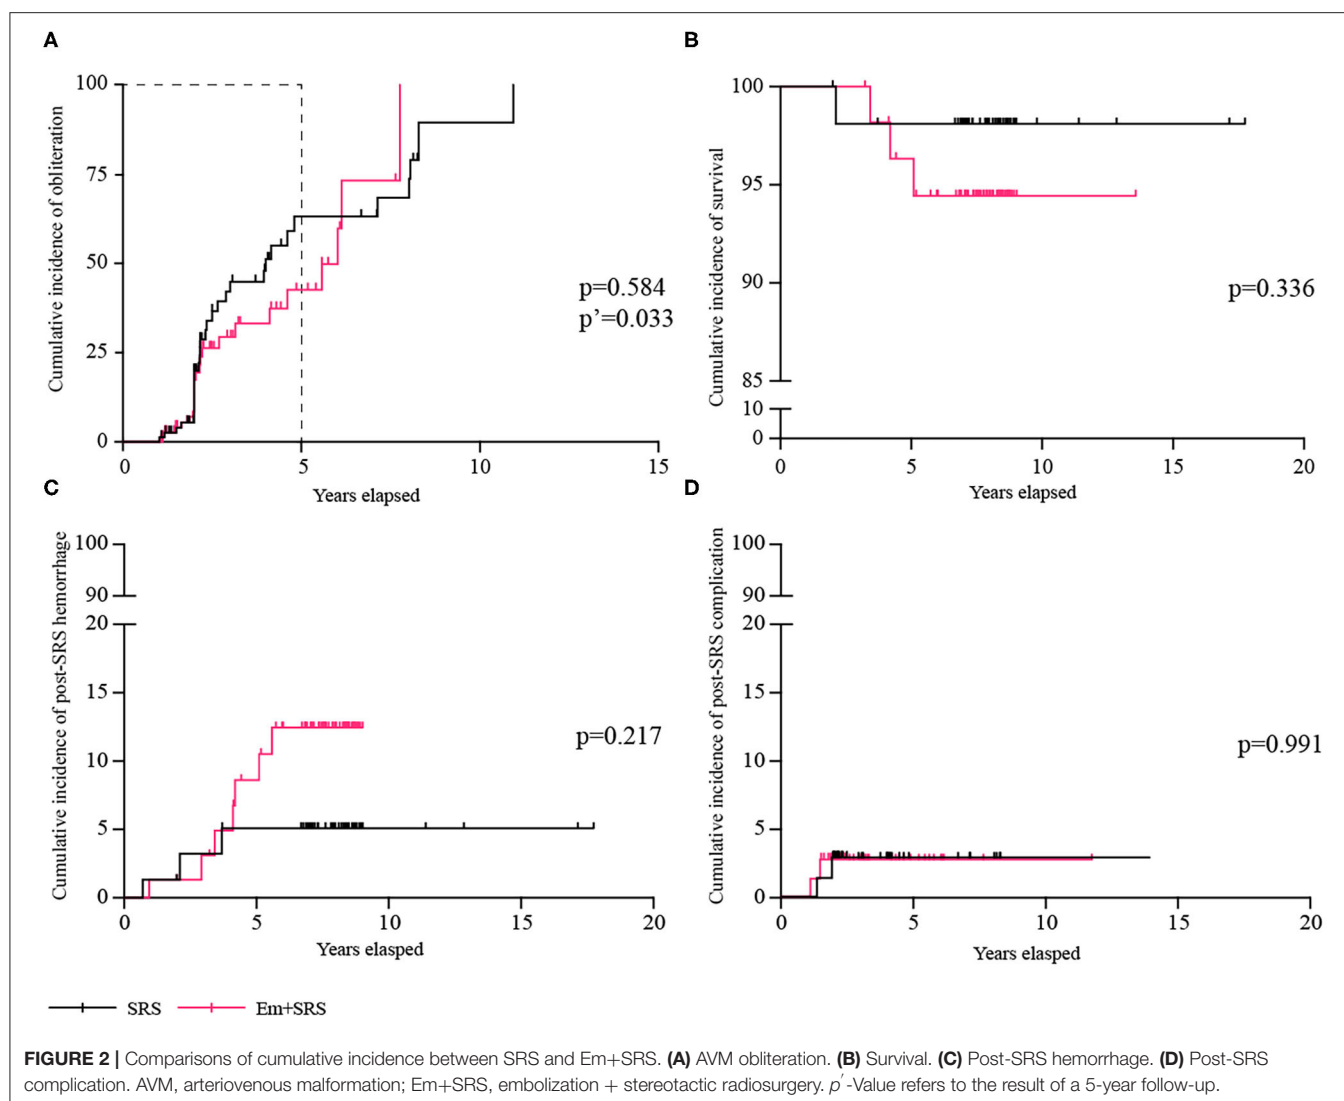 A
Cumulative incidence of obliteration
100
75
50
25
0
0 5 10 15
Years elapsed
p=0.584
p’=0.033
B
Cumulative incidence of survival
100
95
90
85
10
0
0 5 10 15 20
Years elapsed
p=0.336
C
Cumulative incidence of post-SRS hemorrhage
100
90
20
15
10
5
0
0 5 10 15 20
Years elasped
p=0.217
D
Cumulative incidence of post-SRS complication
100
90
20
15
10
5
0
0 5 10 15 20
Years elasped
p=0.991
SRS Em+SRS
FIGURE 2 | Comparisons of cumulative incidence between SRS and Em+SRS. (A) AVM obliteration. (B) Survival. (C) Post-SRS hemorrhage. (D) Post-SRS
complication. AVM, arteriovenous malformation; Em+SRS, embolization + stereotactic radiosurgery. p′-Value refers to the result of a 5-year follow-up.